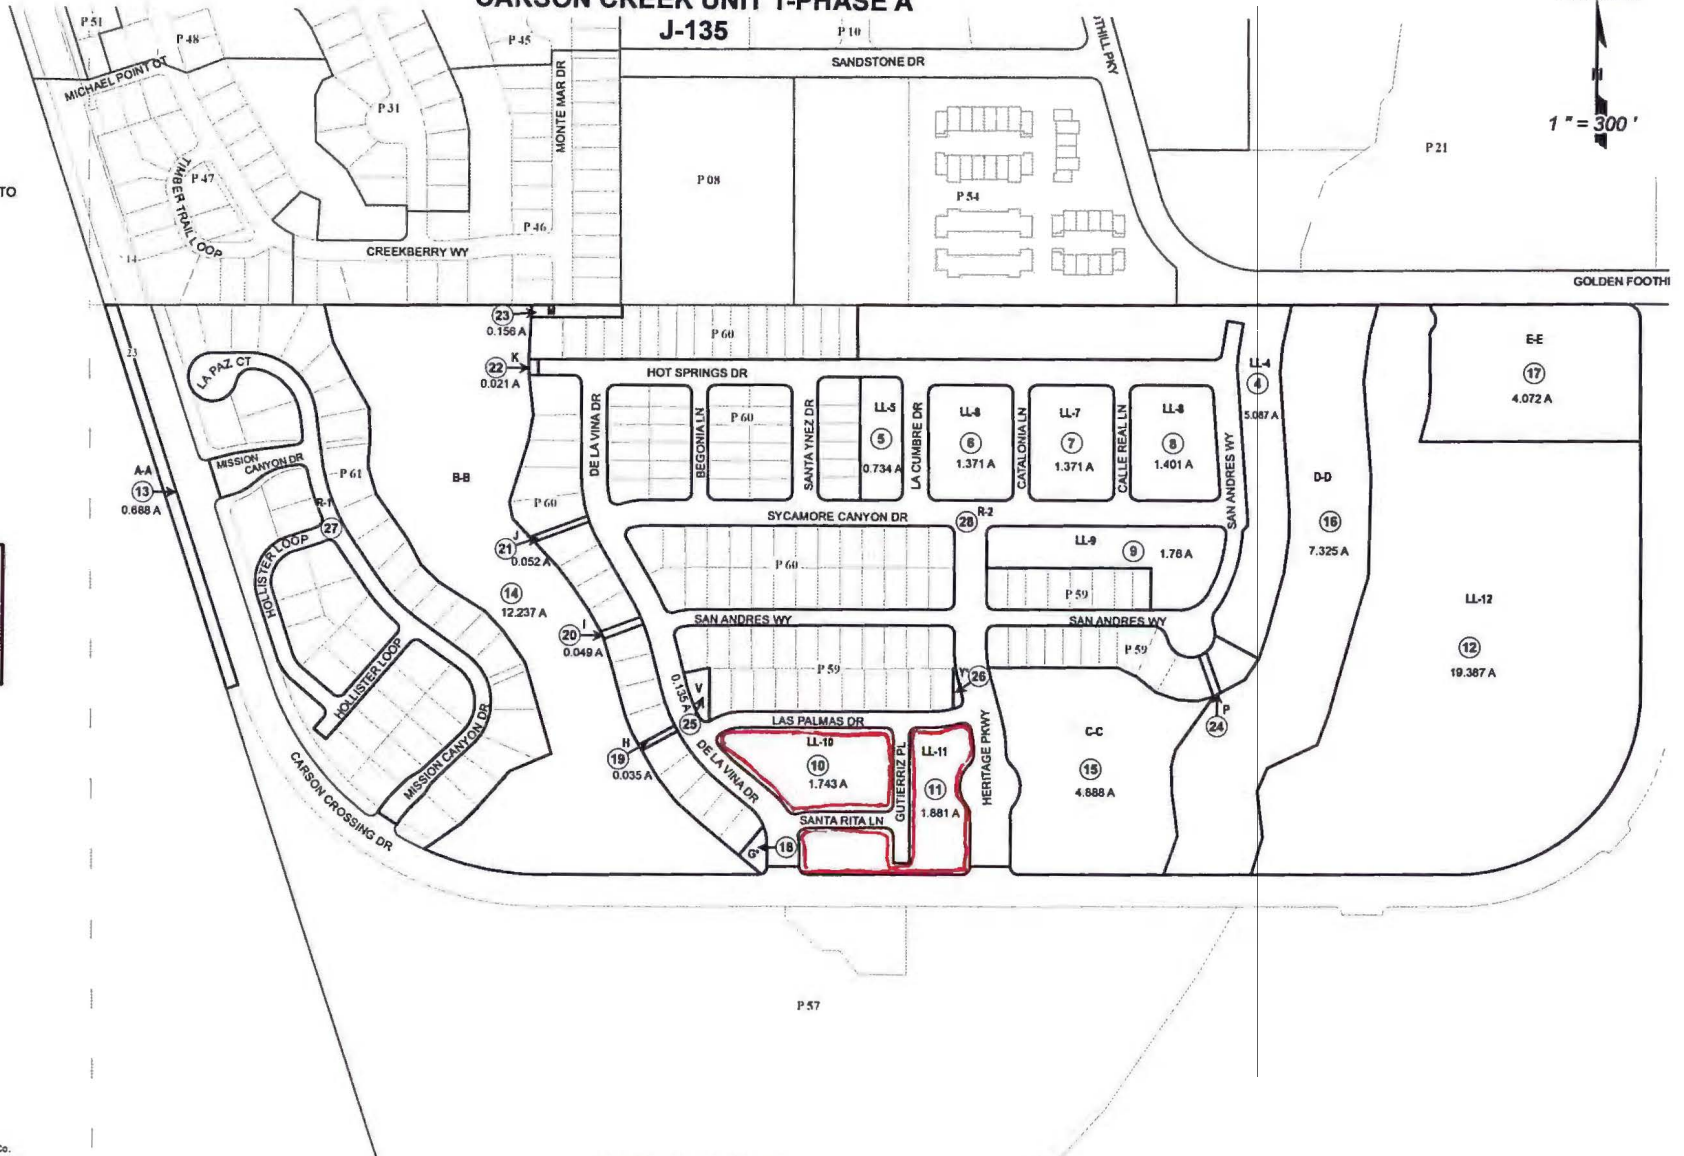 CARSON CREEK UNIT 1-PHASE A
J-135
P 51
P 48
P 45
P 10
SANDSTONE DR
MICHAEL POINT CT
MONTE MAR DR
P 31
1 " = 300 '
P 21
P 47
TIMBER TRAIL LOOP
P 08
P 54
TO
P 46
14
CREEKBERRY WY
GOLDEN FOOTHI
23
0.156 A
P 60
E-E
17
4.072 A
23
K
22
0.021 A
HOT SPRINGS DR
LL-4
4
5.087 A
LA PAZ CT
DE LA VINA DR
BEGONIA LN
P 60
SANTA YNEZ DR
LL-5
5
0.734 A
LA CUMBRE DR
LL-6
6
1.371 A
CATALONIA LN
LL-7
7
1.371 A
CALLE REAL LN
LL-8
8
1.401 A
SAN ANDRES WY
MISSION
CANYON DR
A-A
13
0.688 A
P 61
B-B
D-D
R-1
27
P 60
SYCAMORE CANYON DR
R-2
28
16
7.325 A
J
21
0.052 A
LL-9
9
1.76 A
HOLLISTER LOOP
P 60
14
12.237 A
P 59
LL-12
I
20
0.049 A
SAN ANDRES WY
SAN ANDRES WY
12
19.387 A
HOLLISTER LOOP
P 59
P 59
0.135 A
V
25
26
P
24
LAS PALMAS DR
MISSION CANYON DR
H
19
0.035 A
DE LA VINA DR
LL-10
10
1.743 A
GUTIERRIZ PL
LL-11
11
1.881 A
HERITAGE PKWY
C-C
15
4.888 A
CARSON CROSSING DR
SANTA RITA LN
18
P 57
Co.